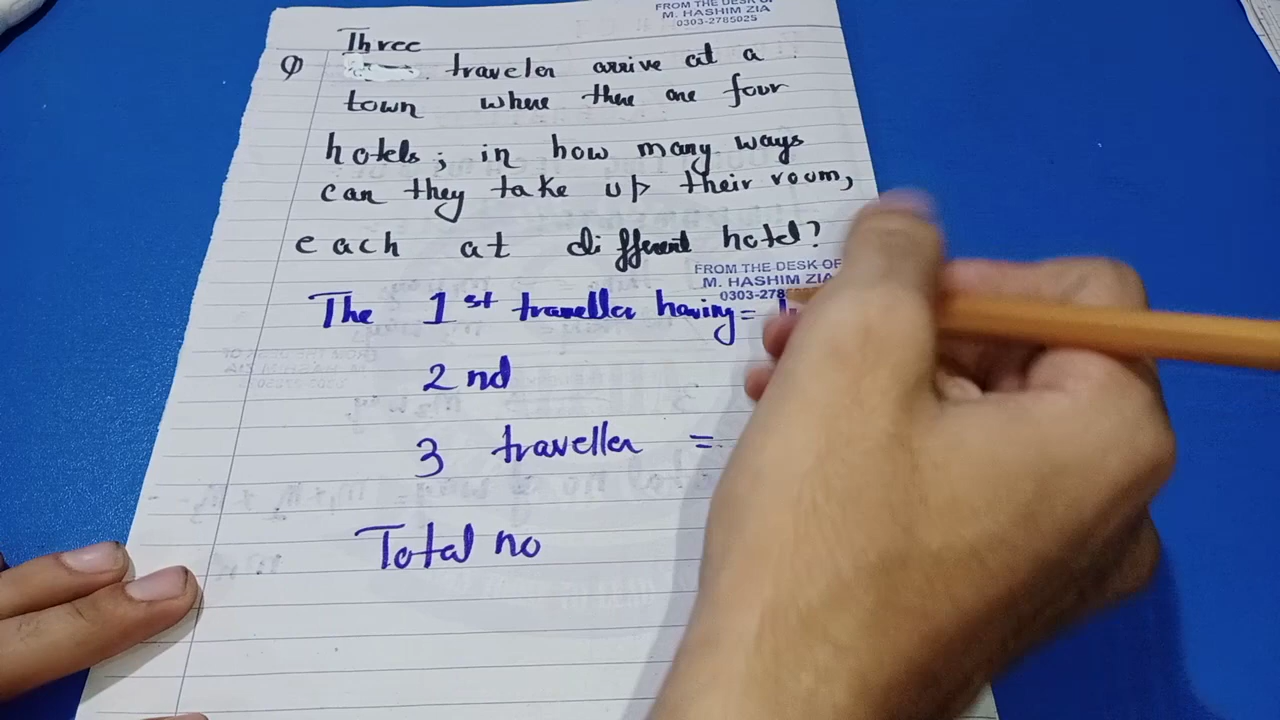 FROM THE DESK OF
M. HASHIM ZIA
0303-2785025
Three
Q traveler arrive at a
town where there are four
hotels; in how many ways
can they take up their room,
each at different hotel?
FROM THE DESK OF
M. HASHIM ZIA
0303-278
The 1st traveller having =
2nd
3 traveller =
Total no